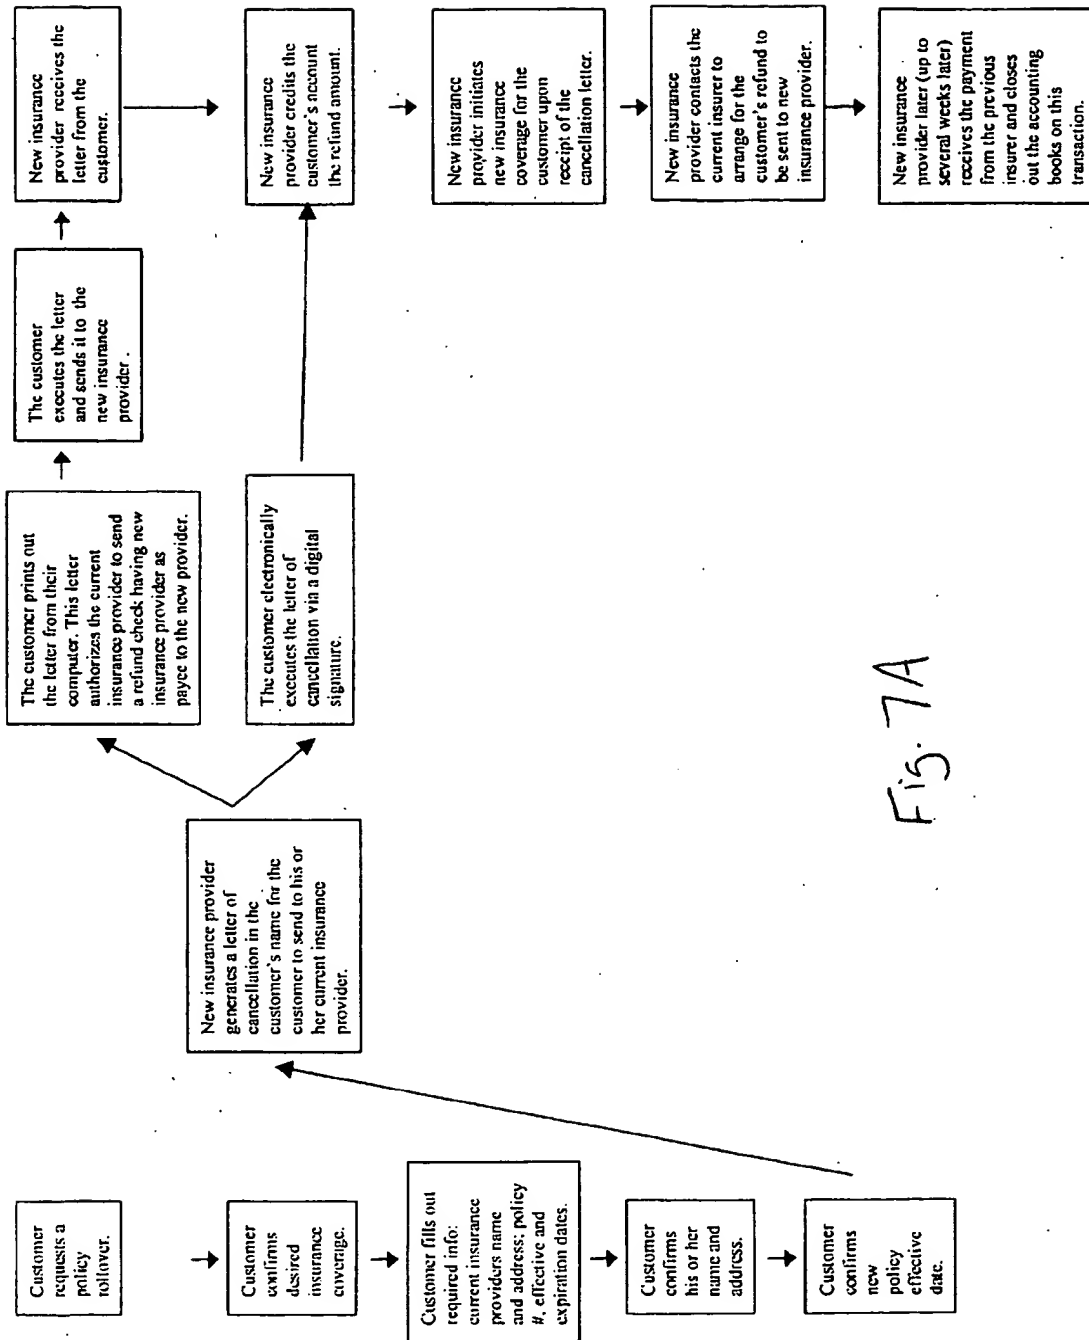 Customer
requests a
policy
rollover.
Customer
confirms
desired
insurance
coverage.
Customer fills out
required info:
current insurance
providers name
and address; policy
#, effective and
expiration dates.
Customer
confirms
his or her
name and
address.
Customer
confirms
new
policy
effective
date.
New insurance provider
generates a letter of
cancellation in the
customer's name for the
customer to send to his or
her current insurance
provider.
The customer prints out
the letter from their
computer. This letter
authorizes the current
insurance provider to send
a refund check having new
insurance provider as
payee to the new provider.
The customer electronically
executes the letter of
cancellation via a digital
signature.
The customer
executes the letter
and sends it to the
new insurance
provider.
New insurance
provider receives the
letter from the
customer.
New insurance
provider credits the
customer's account
the refund amount.
New insurance
provider initiates
new insurance
coverage for the
customer upon
receipt of the
cancellation letter.
New insurance
provider contacts the
current insurer to
arrange for the
customer's refund to
be sent to new
insurance provider.
New insurance
provider later (up to
several weeks later)
receives the payment
from the previous
insurer and closes
out the accounting
books on this
transaction.
Fig. 7A